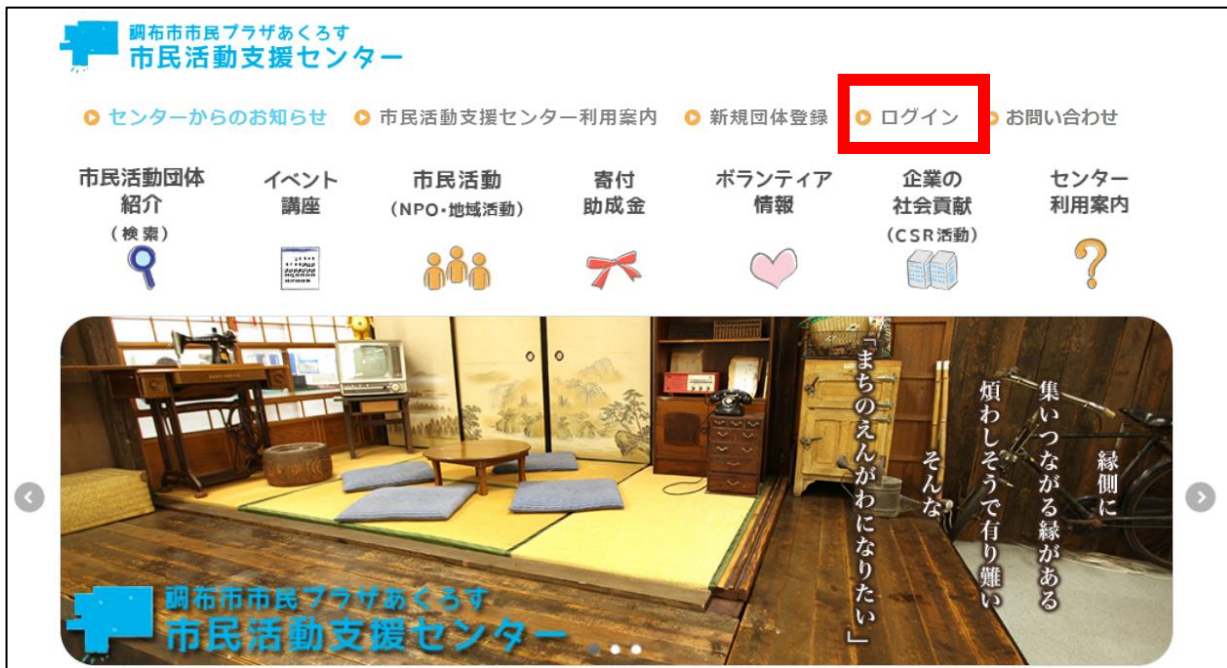 調布市市民プラザあくろす
市民活動支援センター
センターからのお知らせ
市民活動支援センター利用案内
新規団体登録
ログイン
お問い合わせ
市民活動団体
紹介
(検索)
イベント
講座
市民活動
(NPO・地域活動)
寄付
助成金
ボランティア
情報
企業の
社会貢献
(CSR活動)
センター
利用案内
縁側に
集いつながる縁がある
煩わしそうで有り難い
そんな
「まちのえんがわになりたい」
調布市市民プラザあくろす
市民活動支援センター